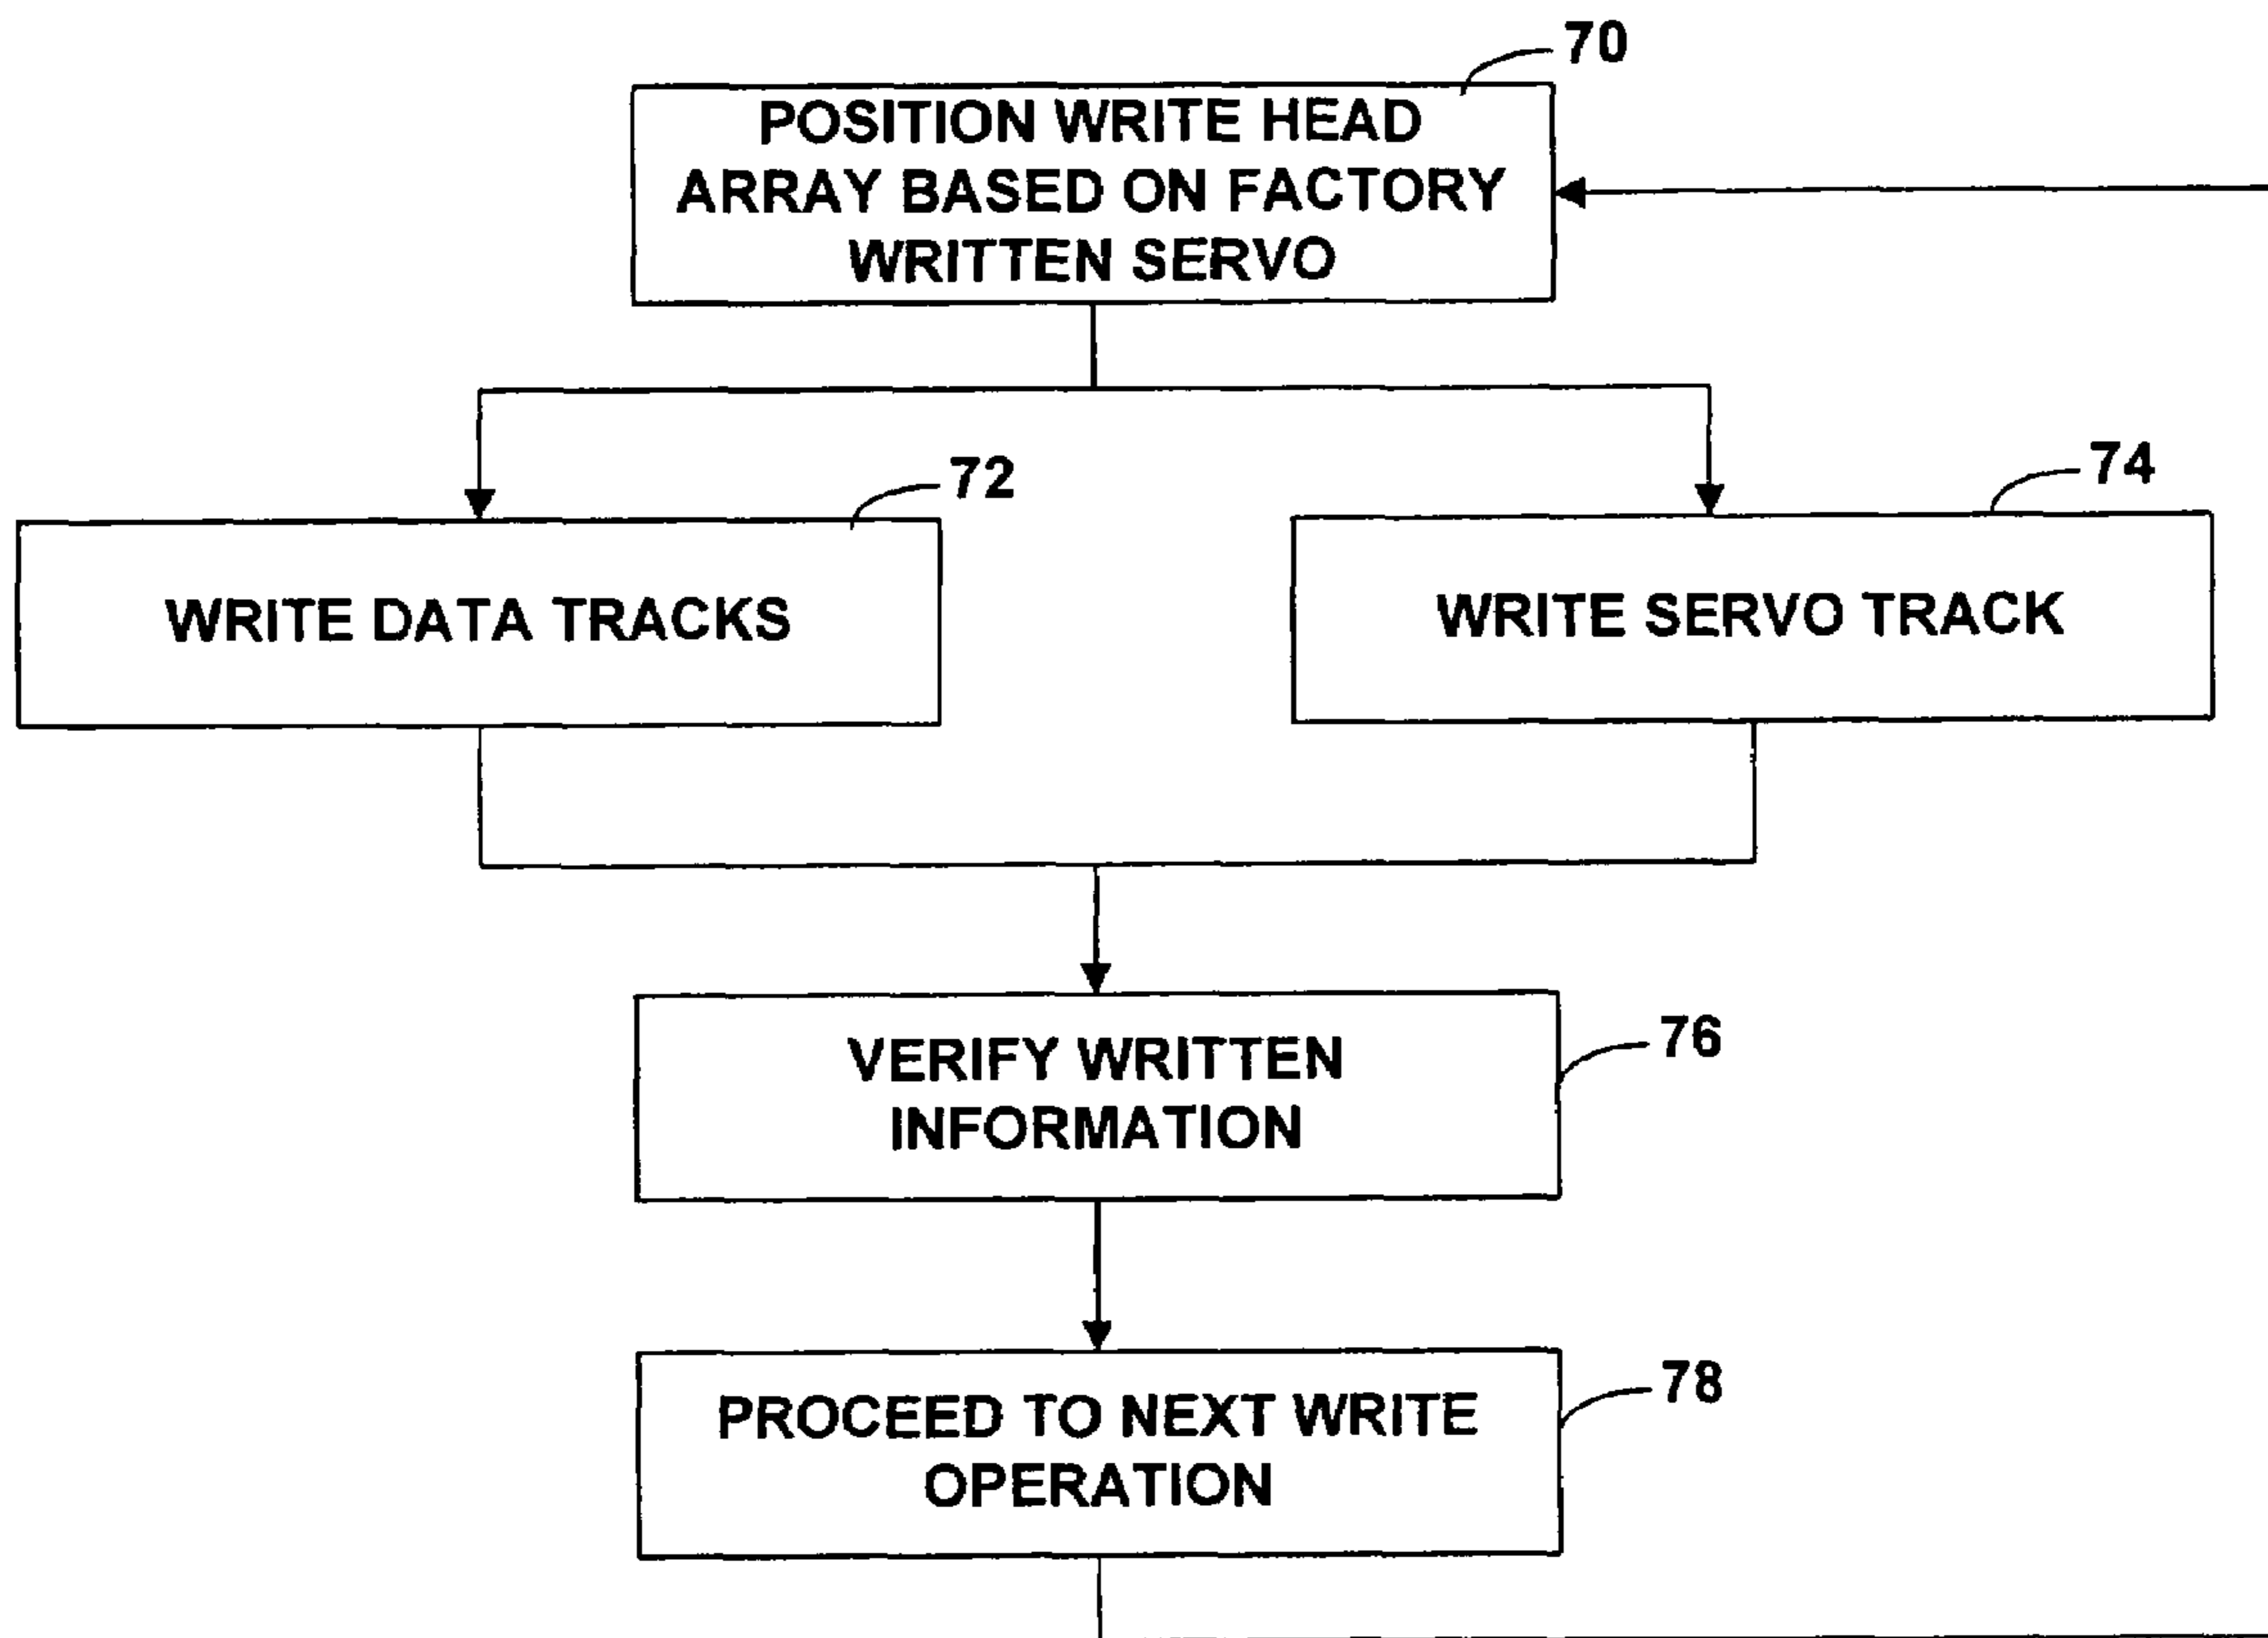 70
POSITION WRITE HEAD
ARRAY BASED ON FACTORY
WRITTEN SERVO
72
74
WRITE DATA TRACKS
WRITE SERVO TRACK
76
VERIFY WRITTEN
INFORMATION
78
PROCEED TO NEXT WRITE
OPERATION